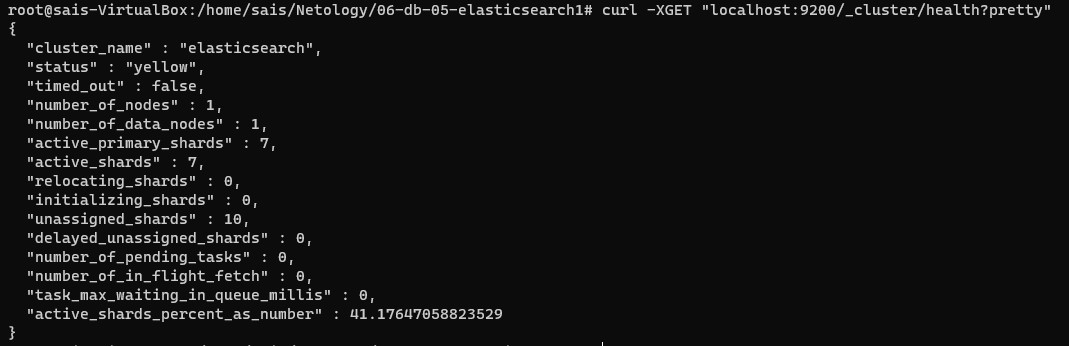 root@sais-VirtualBox:/home/sais/Netology/06-db-05-elasticsearch1# curl -XGET "localhost:9200/_cluster/health?pretty"
{
  "cluster_name" : "elasticsearch",
  "status" : "yellow",
  "timed_out" : false,
  "number_of_nodes" : 1,
  "number_of_data_nodes" : 1,
  "active_primary_shards" : 7,
  "active_shards" : 7,
  "relocating_shards" : 0,
  "initializing_shards" : 0,
  "unassigned_shards" : 10,
  "delayed_unassigned_shards" : 0,
  "number_of_pending_tasks" : 0,
  "number_of_in_flight_fetch" : 0,
  "task_max_waiting_in_queue_millis" : 0,
  "active_shards_percent_as_number" : 41.17647058823529
}